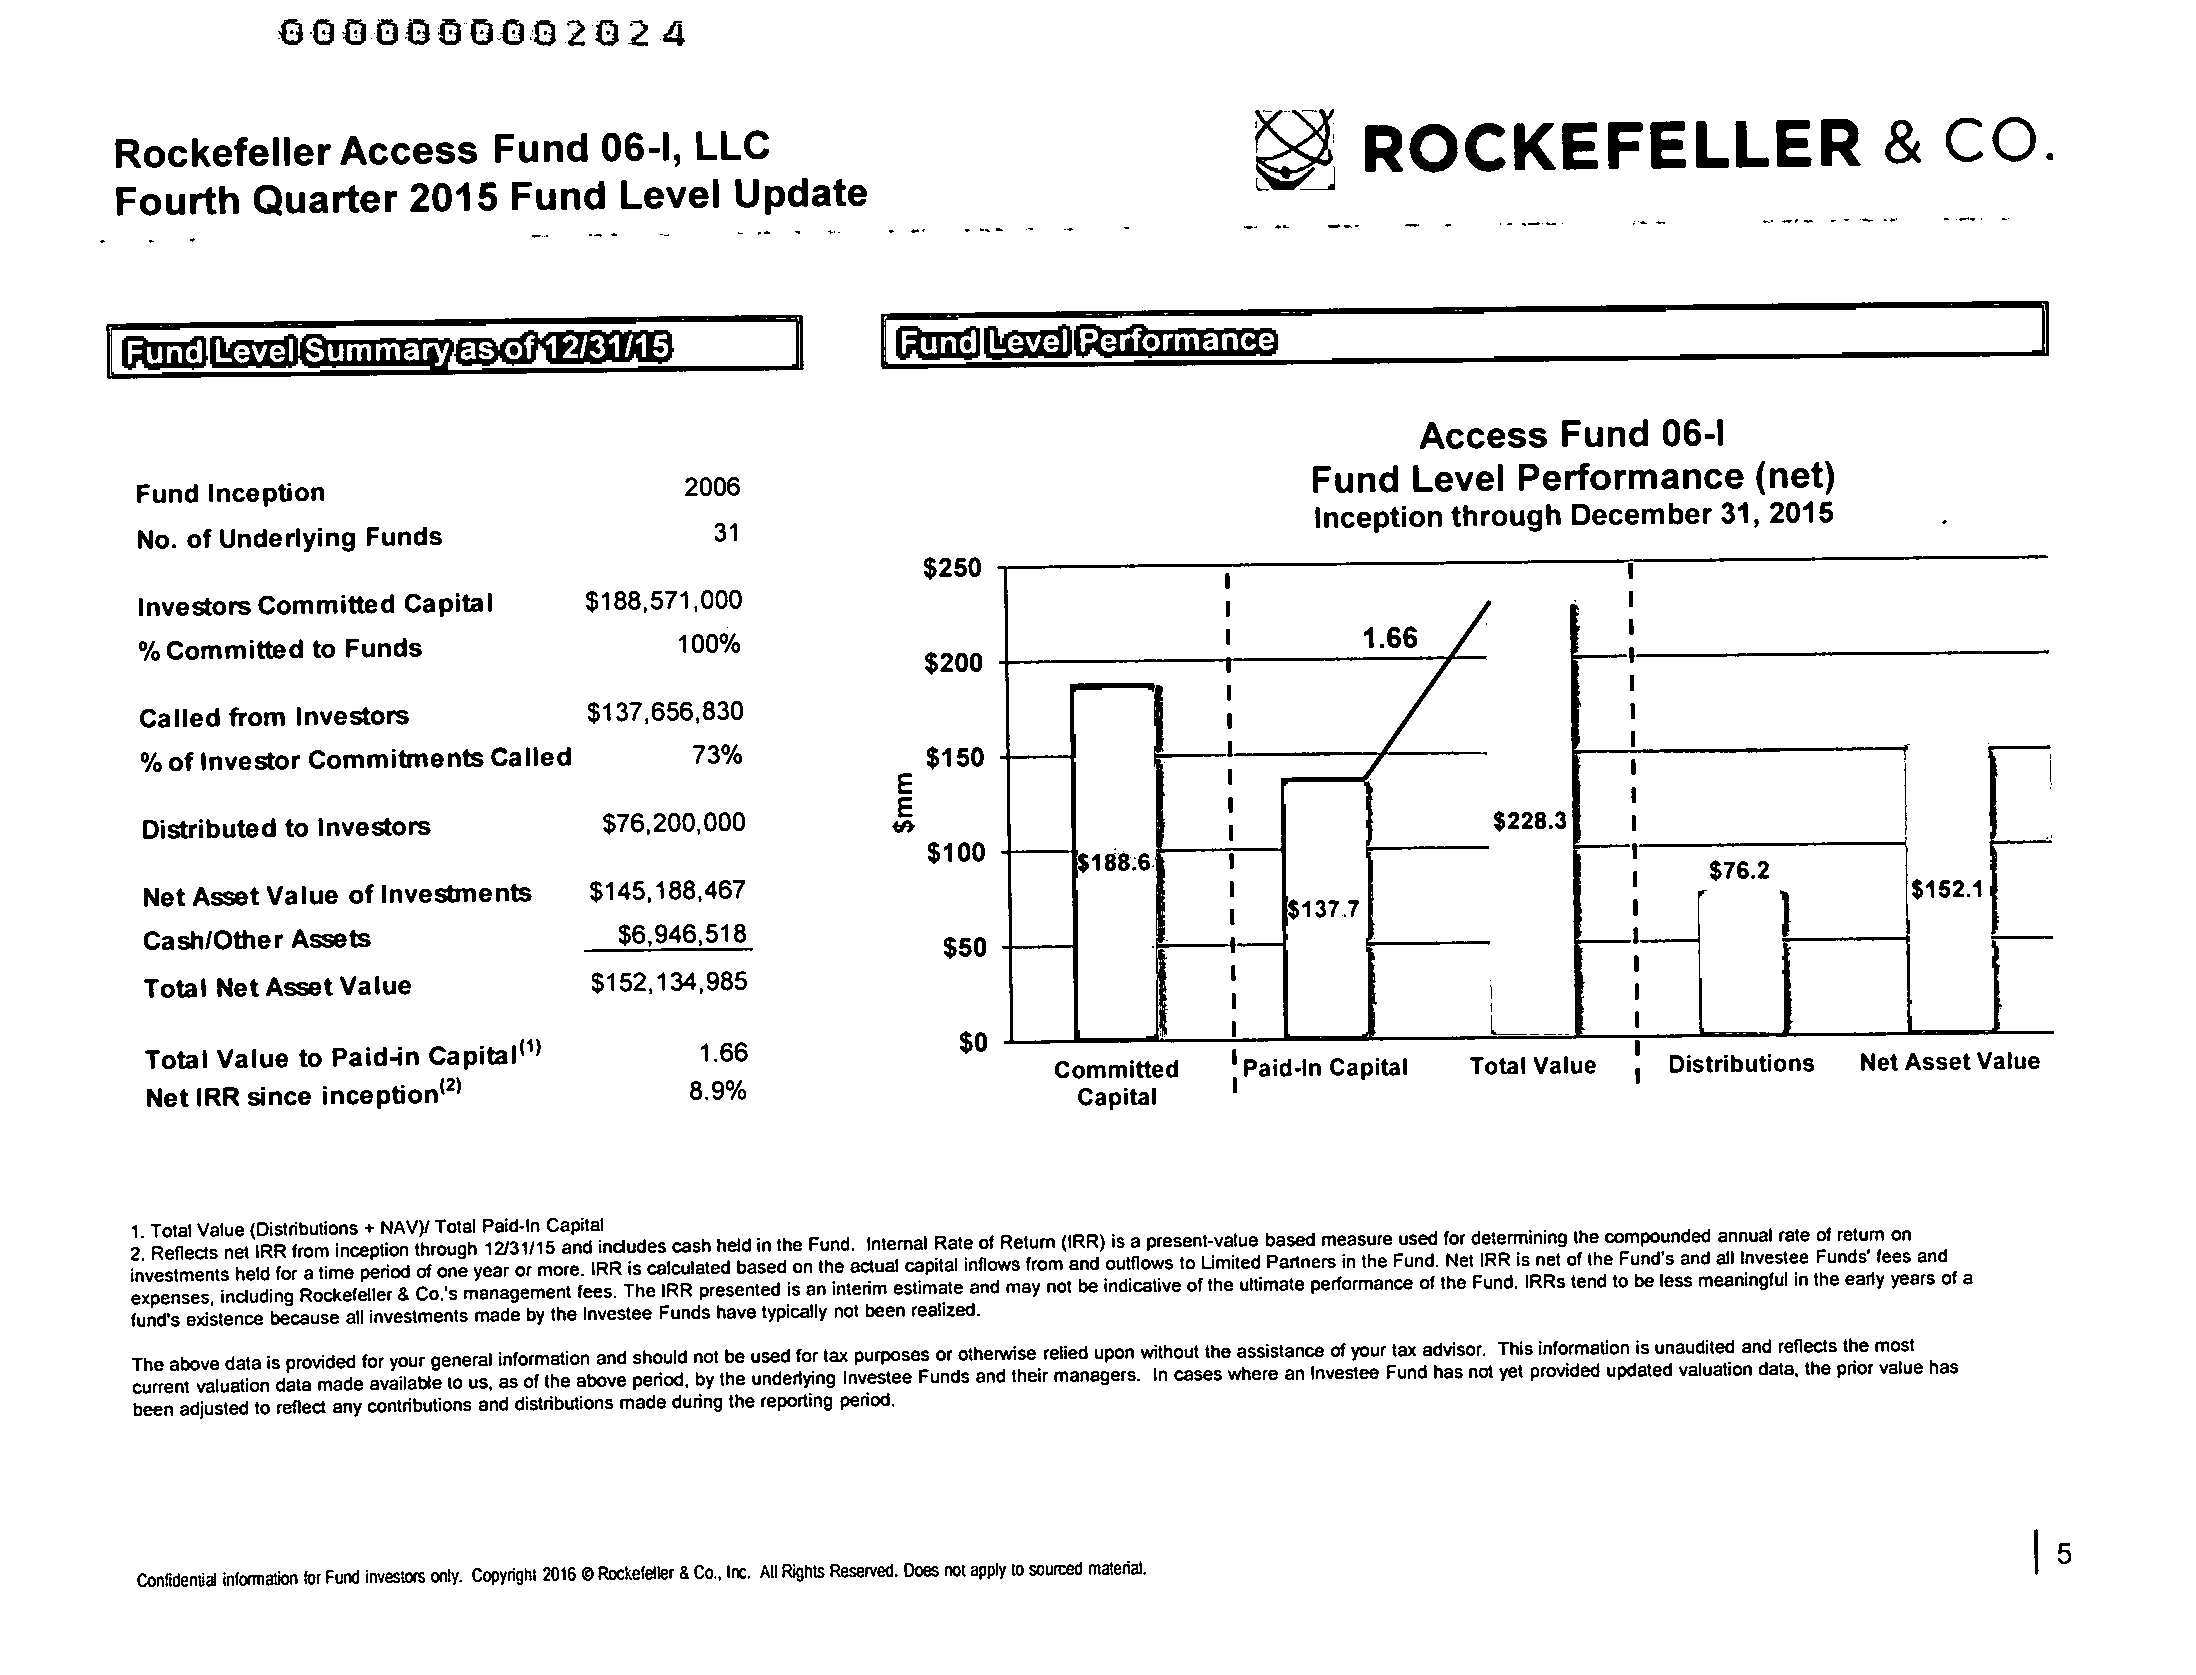 0000000002024
Rockefeller Access Fund 06-I, LLC
Fourth Quarter 2015 Fund Level Update
ROCKEFELLER & CO.
Fund Level Summary as of 12/31/15
Fund Inception 2006
No. of Underlying Funds 31
Investors Committed Capital $188,571,000
% Committed to Funds 100%
Called from Investors $137,656,830
% of Investor Commitments Called 73%
Distributed to Investors $76,200,000
Net Asset Value of Investments $145,188,467
Cash/Other Assets $6,946,518
Total Net Asset Value $152,134,985
Total Value to Paid-in Capital(1) 1.66
Net IRR since inception(2) 8.9%
Fund Level Performance
Access Fund 06-I
Fund Level Performance (net)
Inception through December 31, 2015
$mm
$250
$200
$150
$100
$50
$0
1.66
$188.6
$137.7
$228.3
$76.2
$152.1
Committed
Capital
Paid-In Capital
Total Value
Distributions
Net Asset Value
1. Total Value (Distributions + NAV)/ Total Paid-In Capital
2. Reflects net IRR from inception through 12/31/15 and includes cash held in the Fund. Internal Rate of Return (IRR) is a present-value based measure used for determining the compounded annual rate of return on
investments held for a time period of one year or more. IRR is calculated based on the actual capital inflows from and outflows to Limited Partners in the Fund. Net IRR is net of the Fund's and all Investee Funds' fees and
expenses, including Rockefeller & Co.'s management fees. The IRR presented is an interim estimate and may not be indicative of the ultimate performance of the Fund. IRRs tend to be less meaningful in the early years of a
fund's existence because all investments made by the Investee Funds have typically not been realized.
The above data is provided for your general information and should not be used for tax purposes or otherwise relied upon without the assistance of your tax advisor. This information is unaudited and reflects the most
current valuation data made available to us, as of the above period, by the underlying Investee Funds and their managers. In cases where an Investee Fund has not yet provided updated valuation data, the prior value has
been adjusted to reflect any contributions and distributions made during the reporting period.
Confidential information for Fund investors only. Copyright 2016 © Rockefeller & Co., Inc. All Rights Reserved. Does not apply to sourced material.
5